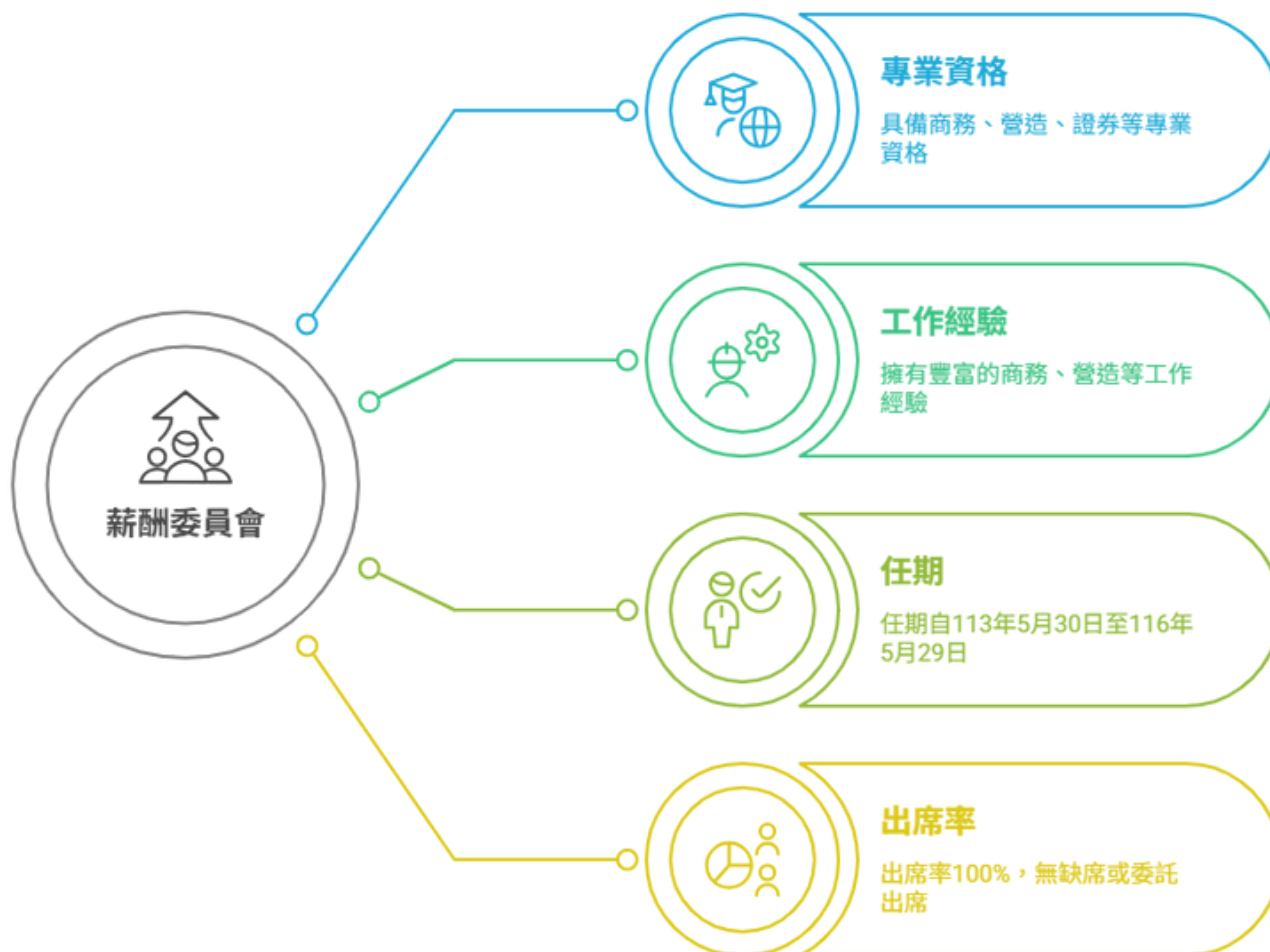 薪酬委員會
專業資格
具備商務、營造、證券等專業
資格
工作經驗
擁有豐富的商務、營造等工作
經驗
任期
任期自113年5月30日至116年
5月29日
出席率
出席率100%，無缺席或委託
出席